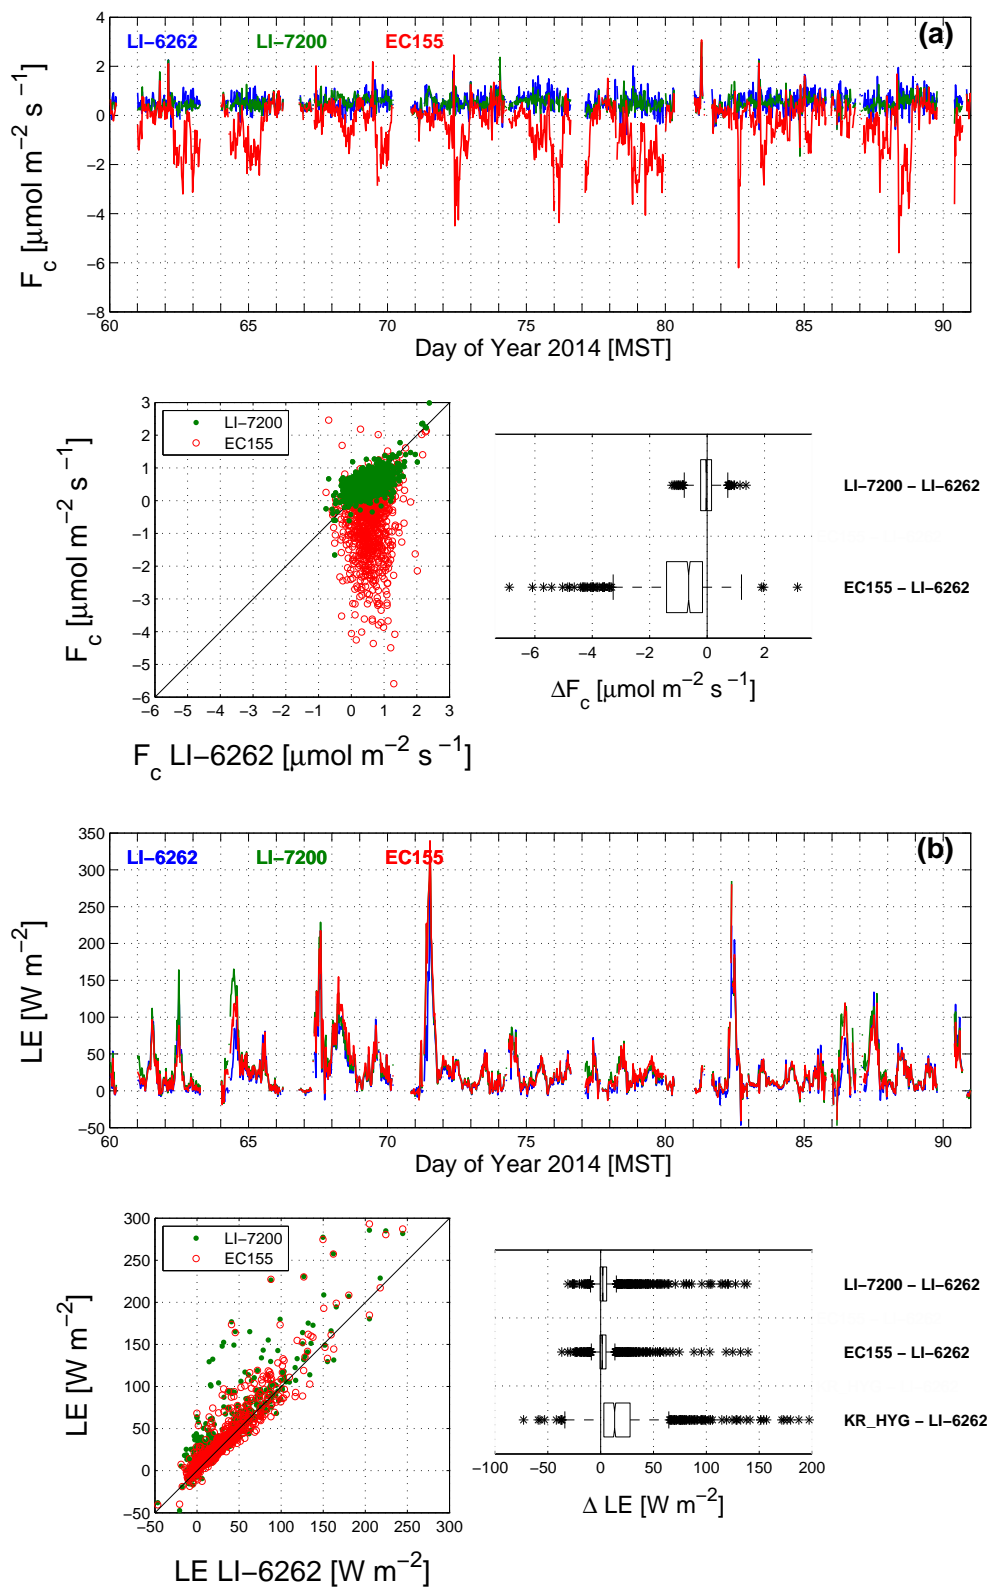 4
2
0
−2
−4
−6
−8
LI−6262 LI−7200 EC155 (a)
F_c [μmol m⁻² s⁻¹]
60 65 70 75 80 85 90
Day of Year 2014 [MST]
3
2
1
0
−1
−2
−3
−4
−5
−6
LI−7200
EC155
F_c [μmol m⁻² s⁻¹]
−6 −5 −4 −3 −2 −1 0 1 2 3
F_c LI−6262 [μmol m⁻² s⁻¹]
LI−7200 − LI−6262
EC155 − LI−6262
−6 −4 −2 0 2
ΔF_c [μmol m⁻² s⁻¹]
350
300
250
200
150
100
50
0
−50
LI−6262 LI−7200 EC155 (b)
LE [W m⁻²]
60 65 70 75 80 85 90
Day of Year 2014 [MST]
300
250
200
150
100
50
0
−50
LI−7200
EC155
LE [W m⁻²]
−50 0 50 100 150 200 250 300
LE LI−6262 [W m⁻²]
LI−7200 − LI−6262
EC155 − LI−6262
KR_HYG − LI−6262
−100 −50 0 50 100 150 200
Δ LE [W m⁻²]